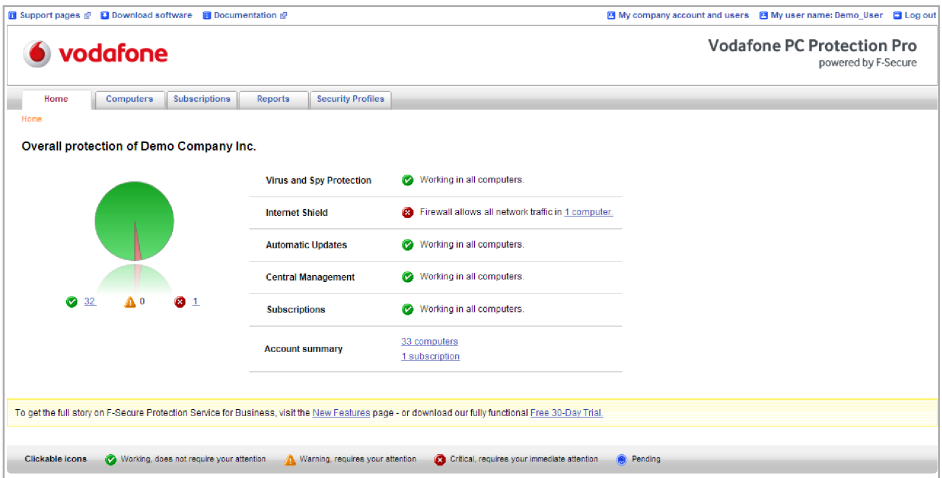 Support pages Download software Documentation My company account and users My user name: Demo_User Log out
vodafone
Vodafone PC Protection Pro
powered by F-Secure
Home Computers Subscriptions Reports Security Profiles
Home
Overall protection of Demo Company Inc.
Virus and Spy Protection Working in all computers.
Internet Shield Firewall allows all network traffic in 1 computer.
Automatic Updates Working in all computers.
Central Management Working in all computers.
32 0 1
Subscriptions Working in all computers.
Account summary 33 computers
1 subscription
To get the full story on F-Secure Protection Service for Business, visit the New Features page - or download our fully functional Free 30-Day Trial.
Clickable icons Working, does not require your attention Warning, requires your attention Critical, requires your immediate attention Pending